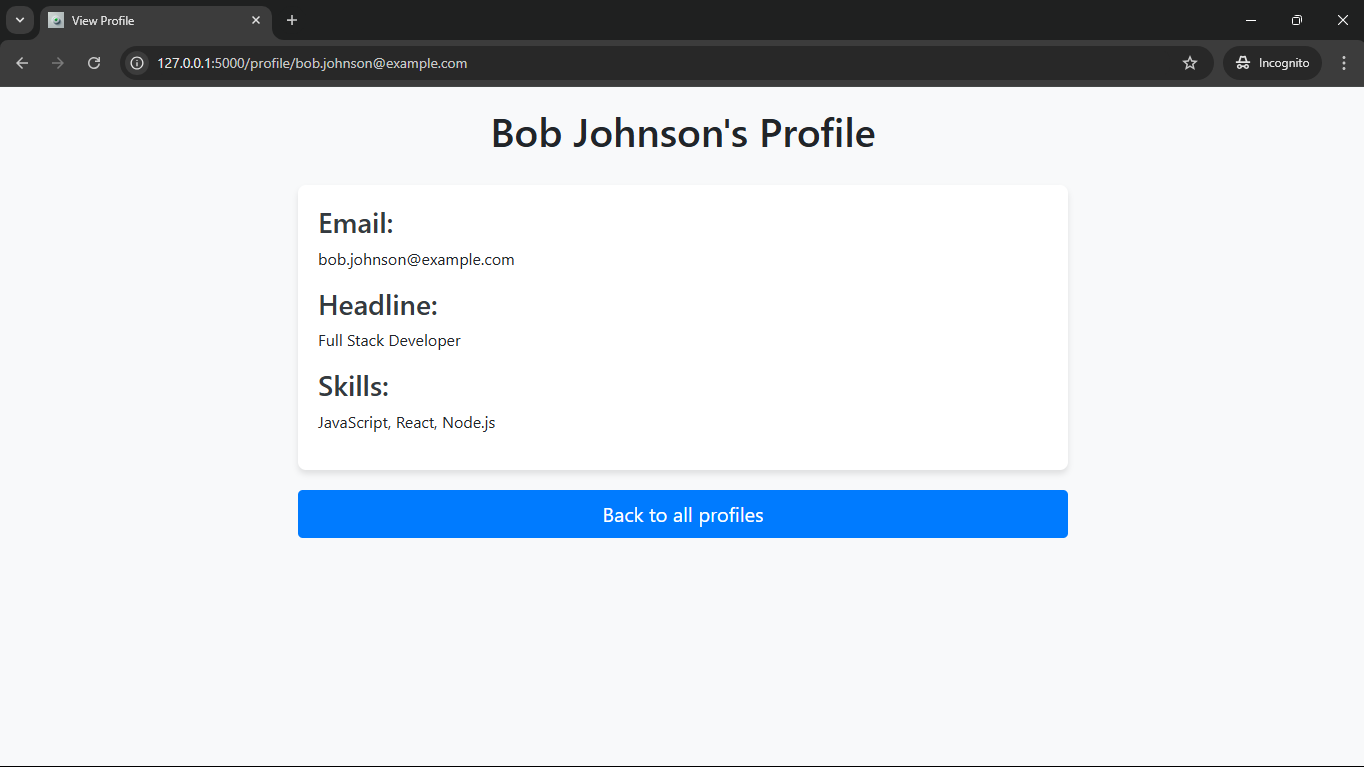 View Profile
127.0.0.1:5000/profile/bob.johnson@example.com
Incognito
Bob Johnson's Profile
Email:
bob.johnson@example.com
Headline:
Full Stack Developer
Skills:
JavaScript, React, Node.js
Back to all profiles